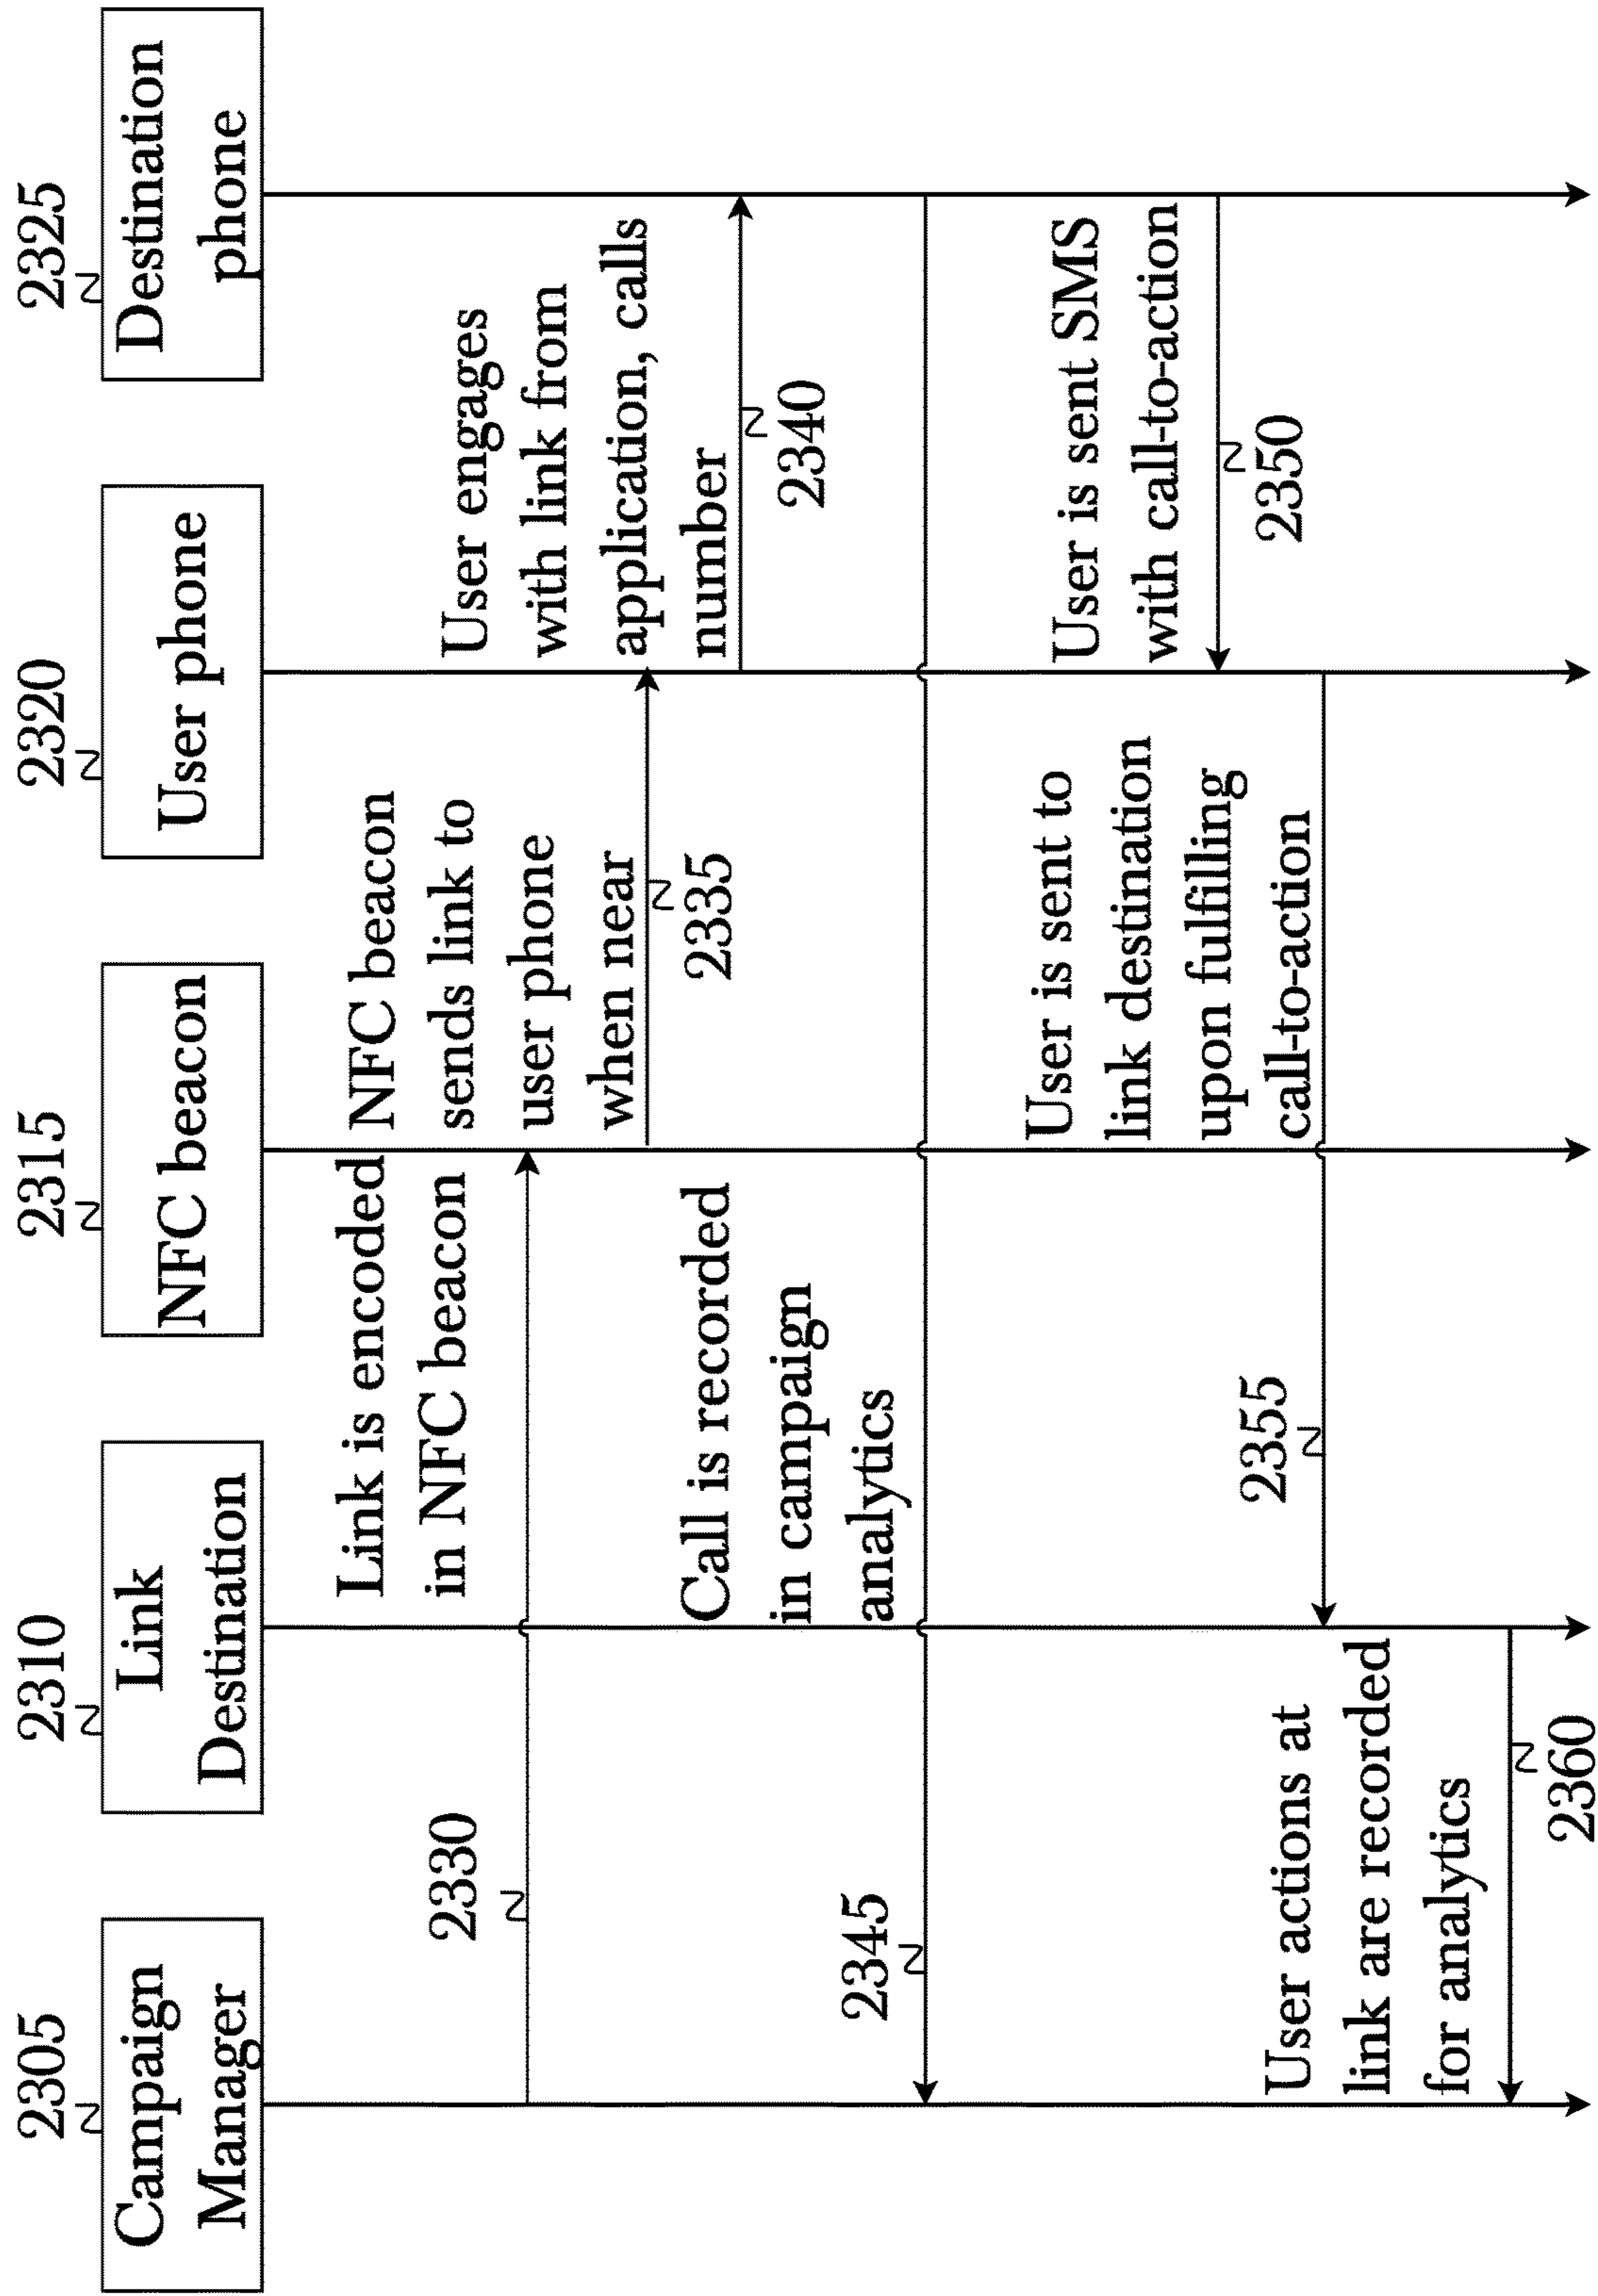 2305
Campaign
Manager
2310
Link
Destination
2315
NFC beacon
2320
User phone
2325
Destination
phone
Link is encoded
in NFC beacon
2330
NFC beacon
sends link to
user phone
when near
2335
User engages
with link from
application, calls
number
2340
Call is recorded
in campaign
analytics
2345
User is sent SMS
with call-to-action
2350
User is sent to
link destination
upon fulfilling
call-to-action
2355
User actions at
link are recorded
for analytics
2360